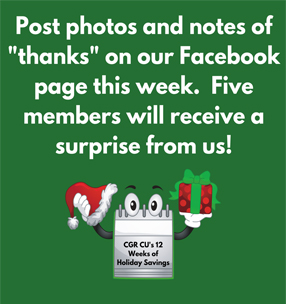 Post photos and notes of
"thanks" on our Facebook
page this week.  Five
members will receive a
surprise from us!
CGR CU's 12
Weeks of
Holiday Savings